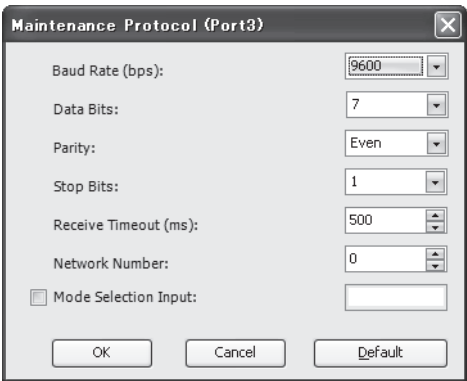 Maintenance Protocol (Port3)
Baud Rate (bps): 9600
Data Bits: 7
Parity: Even
Stop Bits: 1
Receive Timeout (ms): 500
Network Number: 0
Mode Selection Input:
OK Cancel Default